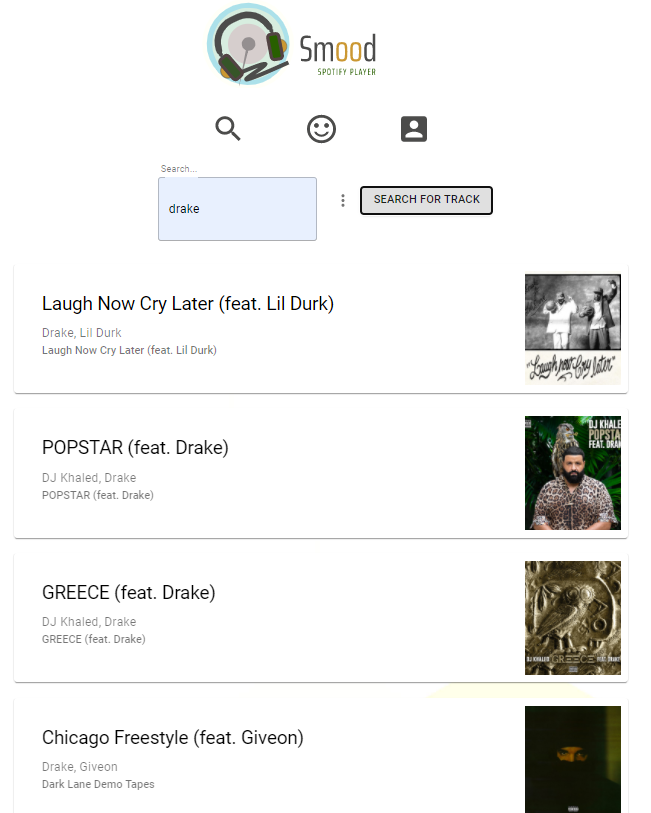 Smood
SPOTIFY PLAYER
Search...
drake
SEARCH FOR TRACK
Laugh Now Cry Later (feat. Lil Durk)
Drake, Lil Durk
Laugh Now Cry Later (feat. Lil Durk)
"Laugh now Cry later"
POPSTAR (feat. Drake)
DJ Khaled, Drake
POPSTAR (feat. Drake)
DJ KHALE
POPSTA
FEAT. DRAK
GREECE (feat. Drake)
DJ Khaled, Drake
GREECE (feat. Drake)
DJ KHALED GREECE FEAT. DRAKE
Chicago Freestyle (feat. Giveon)
Drake, Giveon
Dark Lane Demo Tapes